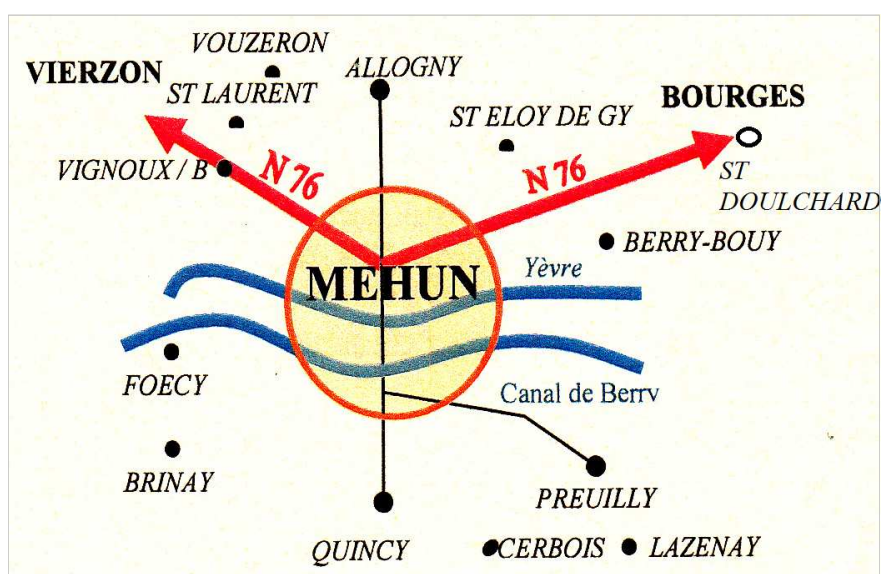 VOUZERON
VIERZON
ALLOGNY
ST LAURENT
BOURGES
ST ELOY DE GY
VIGNOUX / B
N 76
N 76
ST
DOULCHARD
BERRY-BOUY
Yèvre
MEHUN
FOECY
Canal de Berry
BRINAY
PREUILLY
QUINCY
CERBOIS
LAZENAY